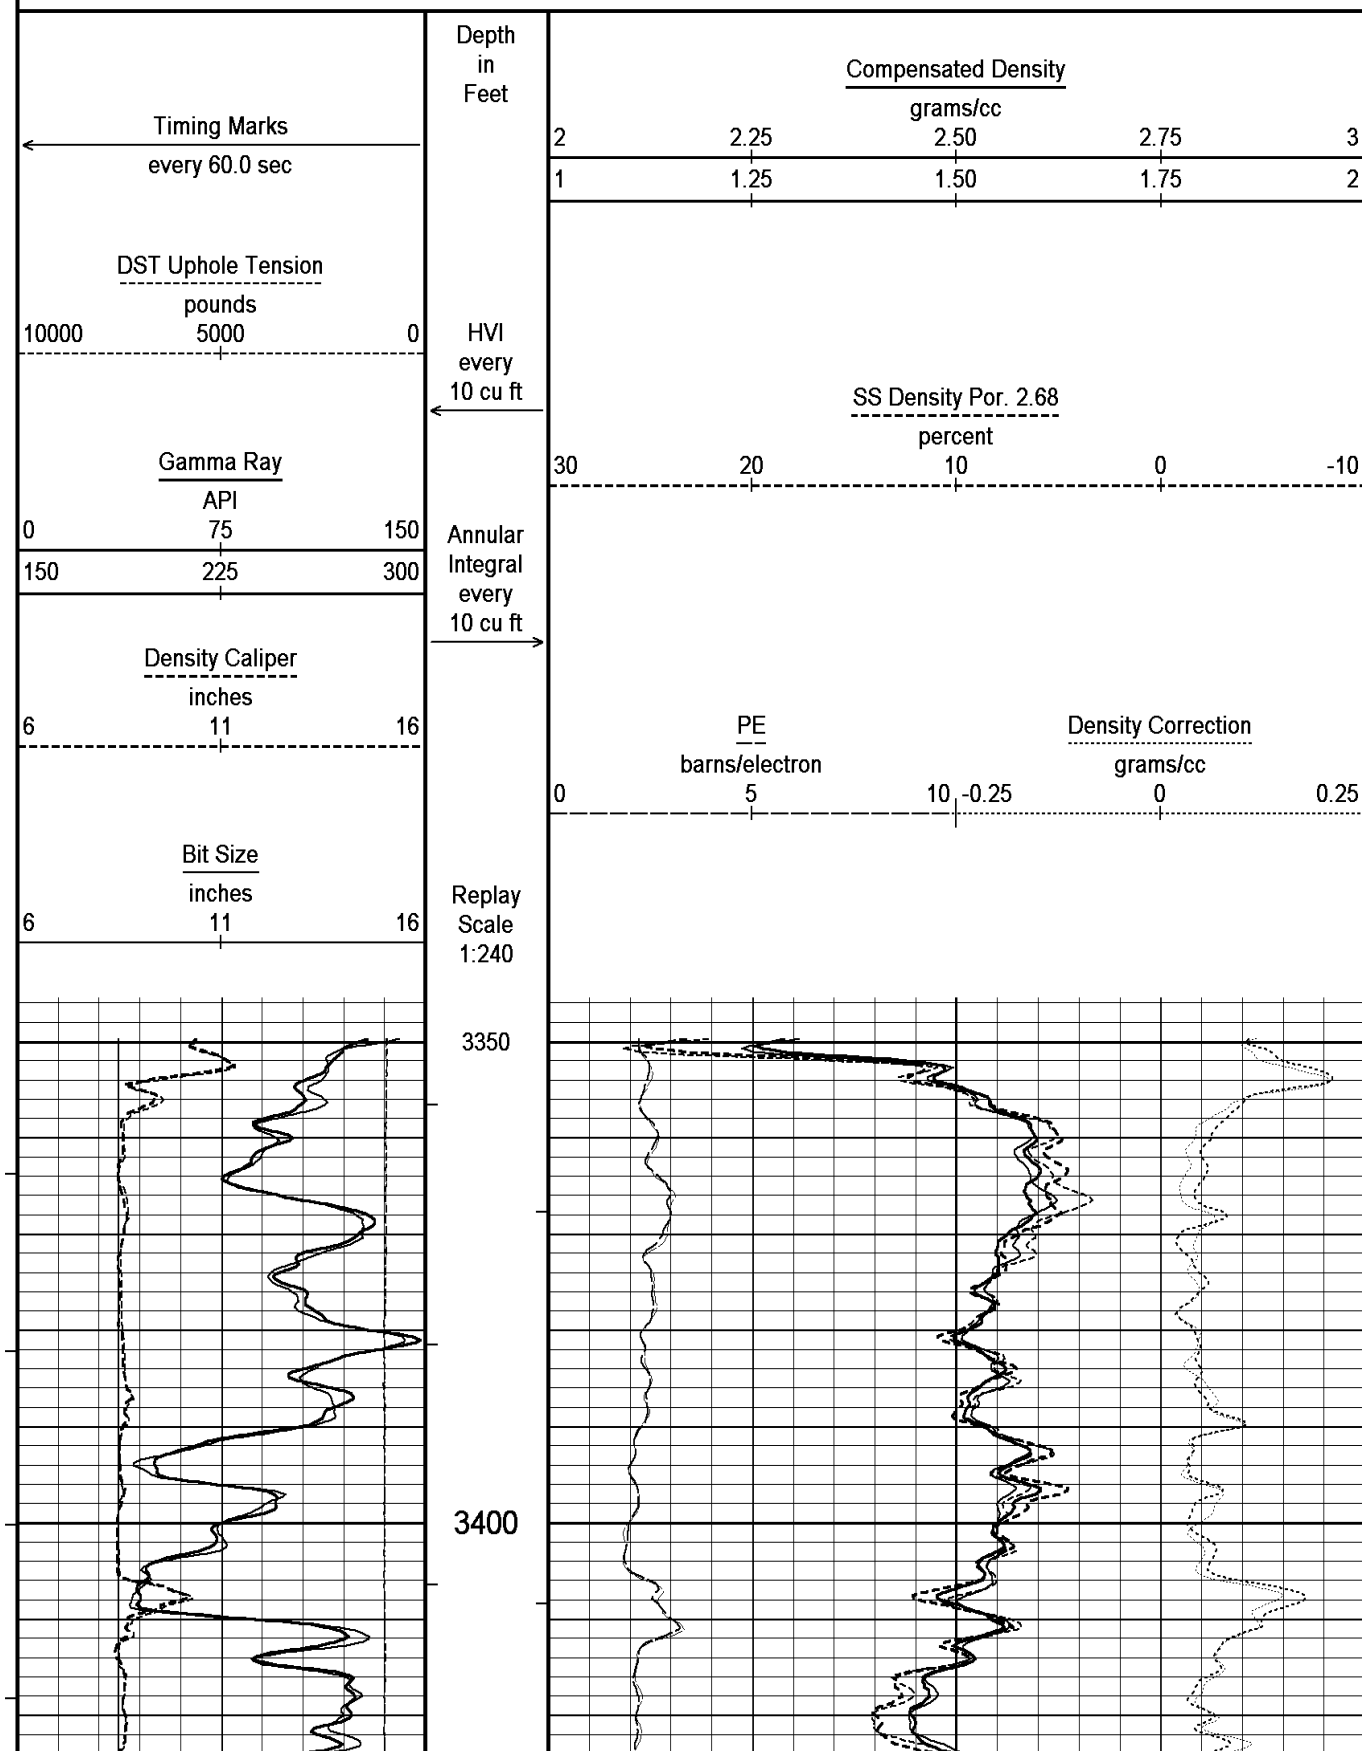 Timing Marks
every 60.0 sec
DST Uphole Tension
pounds
10000 5000 0
Gamma Ray
API
0 75 150
150 225 300
Density Caliper
inches
6 11 16
Bit Size
inches
6 11 16
Depth
in
Feet
HVI
every
10 cu ft
Annular
Integral
every
10 cu ft
Replay
Scale
1:240
Compensated Density
grams/cc
2 2.25 2.50 2.75 3
1 1.25 1.50 1.75 2
SS Density Por. 2.68
percent
30 20 10 0 -10
PE
barns/electron
0 5 10
Density Correction
grams/cc
-0.25 0 0.25
3350
3400